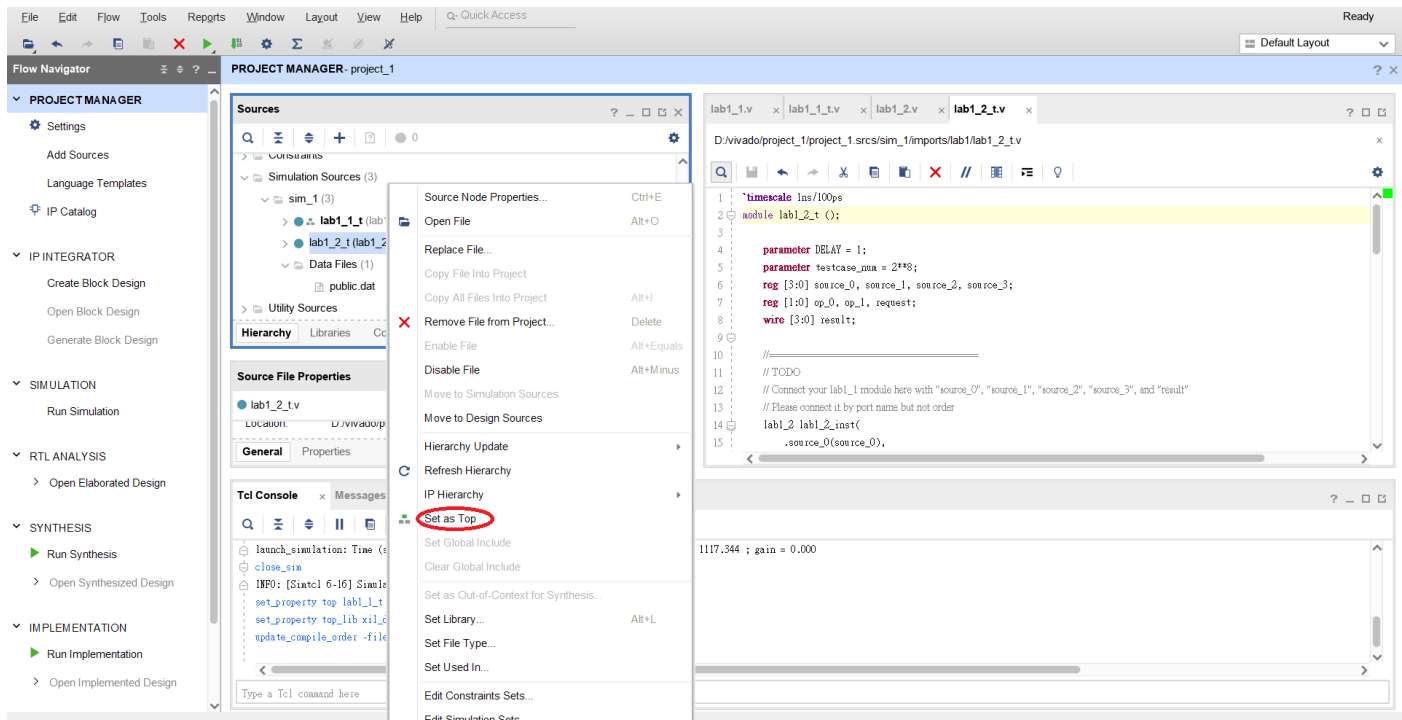 File Edit Flow Tools Reports Window Layout View Help Q- Quick Access Ready
Default Layout
Flow Navigator ? _
PROJECT MANAGER - project_1 ? ×
PROJECT MANAGER
Settings
Add Sources
Language Templates
IP Catalog
IP INTEGRATOR
Create Block Design
Open Block Design
Generate Block Design
SIMULATION
Run Simulation
RTL ANALYSIS
Open Elaborated Design
SYNTHESIS
Run Synthesis
Open Synthesized Design
IMPLEMENTATION
Run Implementation
Open Implemented Design
Sources
0
Constraints
Simulation Sources (3)
sim_1 (3)
lab1_1_t (lab1
lab1_2_t (lab1_2
Data Files (1)
public.dat
Utility Sources
Hierarchy Libraries Co
Source File Properties
lab1_2_t.v
Location: D:/vivado/p
General Properties
Source Node Properties... Ctrl+E
Open File Alt+O
Replace File...
Copy File Into Project
Copy All Files Into Project Alt+I
Remove File from Project... Delete
Enable File Alt+Equals
Disable File Alt+Minus
Move to Simulation Sources
Move to Design Sources
Hierarchy Update
Refresh Hierarchy
IP Hierarchy
Set as Top
Set Global Include
Clear Global Include
Set as Out-of-Context for Synthesis...
Set Library... Alt+L
Set File Type...
Set Used In...
Edit Constraints Sets...
Edit Simulation Sets...
lab1_1.v × lab1_1_t.v × lab1_2.v × lab1_2_t.v ×
D:/vivado/project_1/project_1.srcs/sim_1/imports/lab1/lab1_2_t.v
1 `timescale 1ns/100ps
2 module lab1_2_t ();
3
4 parameter DELAY = 1;
5 parameter testcase_num = 2**8;
6 reg [3:0] source_0, source_1, source_2, source_3;
7 reg [1:0] op_0, op_1, request;
8 wire [3:0] result;
9
10 //========================================
11 // TODO
12 // Connect your lab1_1 module here with "source_0", "source_1", "source_2", "source_3", and "result"
13 // Please connect it by port name but not order
14 lab1_2 lab1_2_inst(
15 .source_0(source_0),
Tcl Console × Messages
launch_simulation: Time (s 1117.344 ; gain = 0.000
close_sim
INFO: [Simtcl 6-16] Simula
set_property top lab1_1_t
set_property top_lib xil_d
update_compile_order -file
Type a Tcl command here